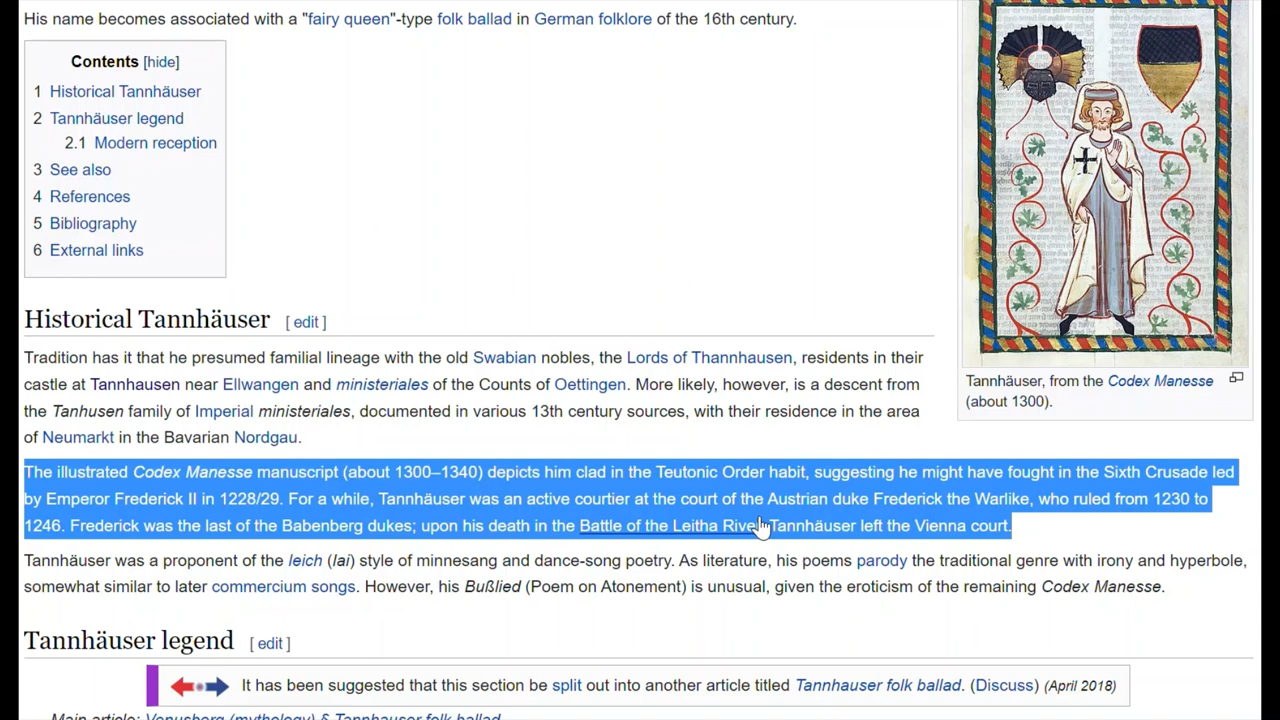 His name becomes associated with a "fairy queen"-type folk ballad in German folklore of the 16th century.
Contents [hide]
1 Historical Tannhäuser
2 Tannhäuser legend
2.1 Modern reception
3 See also
4 References
5 Bibliography
6 External links
Tannhäuser, from the Codex Manesse
(about 1300).
Historical Tannhäuser [ edit ]
Tradition has it that he presumed familial lineage with the old Swabian nobles, the Lords of Thannhausen, residents in their
castle at Tannhausen near Ellwangen and ministeriales of the Counts of Oettingen. More likely, however, is a descent from
the Tanhusen family of Imperial ministeriales, documented in various 13th century sources, with their residence in the area
of Neumarkt in the Bavarian Nordgau.
The illustrated Codex Manesse manuscript (about 1300–1340) depicts him clad in the Teutonic Order habit, suggesting he might have fought in the Sixth Crusade led
by Emperor Frederick II in 1228/29. For a while, Tannhäuser was an active courtier at the court of the Austrian duke Frederick the Warlike, who ruled from 1230 to
1246. Frederick was the last of the Babenberg dukes; upon his death in the Battle of the Leitha River Tannhäuser left the Vienna court.
Tannhäuser was a proponent of the leich (lai) style of minnesang and dance-song poetry. As literature, his poems parody the traditional genre with irony and hyperbole,
somewhat similar to later commercium songs. However, his Bußlied (Poem on Atonement) is unusual, given the eroticism of the remaining Codex Manesse.
Tannhäuser legend [ edit ]
It has been suggested that this section be split out into another article titled Tannhauser folk ballad. (Discuss) (April 2018)
Main article: Venusberg (mythology) & Tannhauser folk ballad